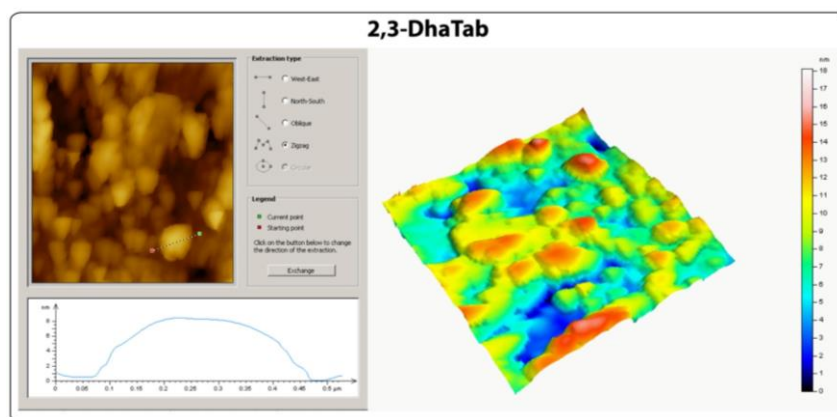 2,3-DhaTab
Extraction type
West-East
North-South
Oblique
Zigzag
Circular
Legend
Current point
Starting point
Click on the button below to change
the direction of the extraction.
Exchange
nm
8
6
4
2
0
0 0.05 0.1 0.15 0.2 0.25 0.3 0.35 0.4 0.45 0.5 µm
nm
18
17
16
15
14
13
12
11
10
9
8
7
6
5
4
3
2
1
0